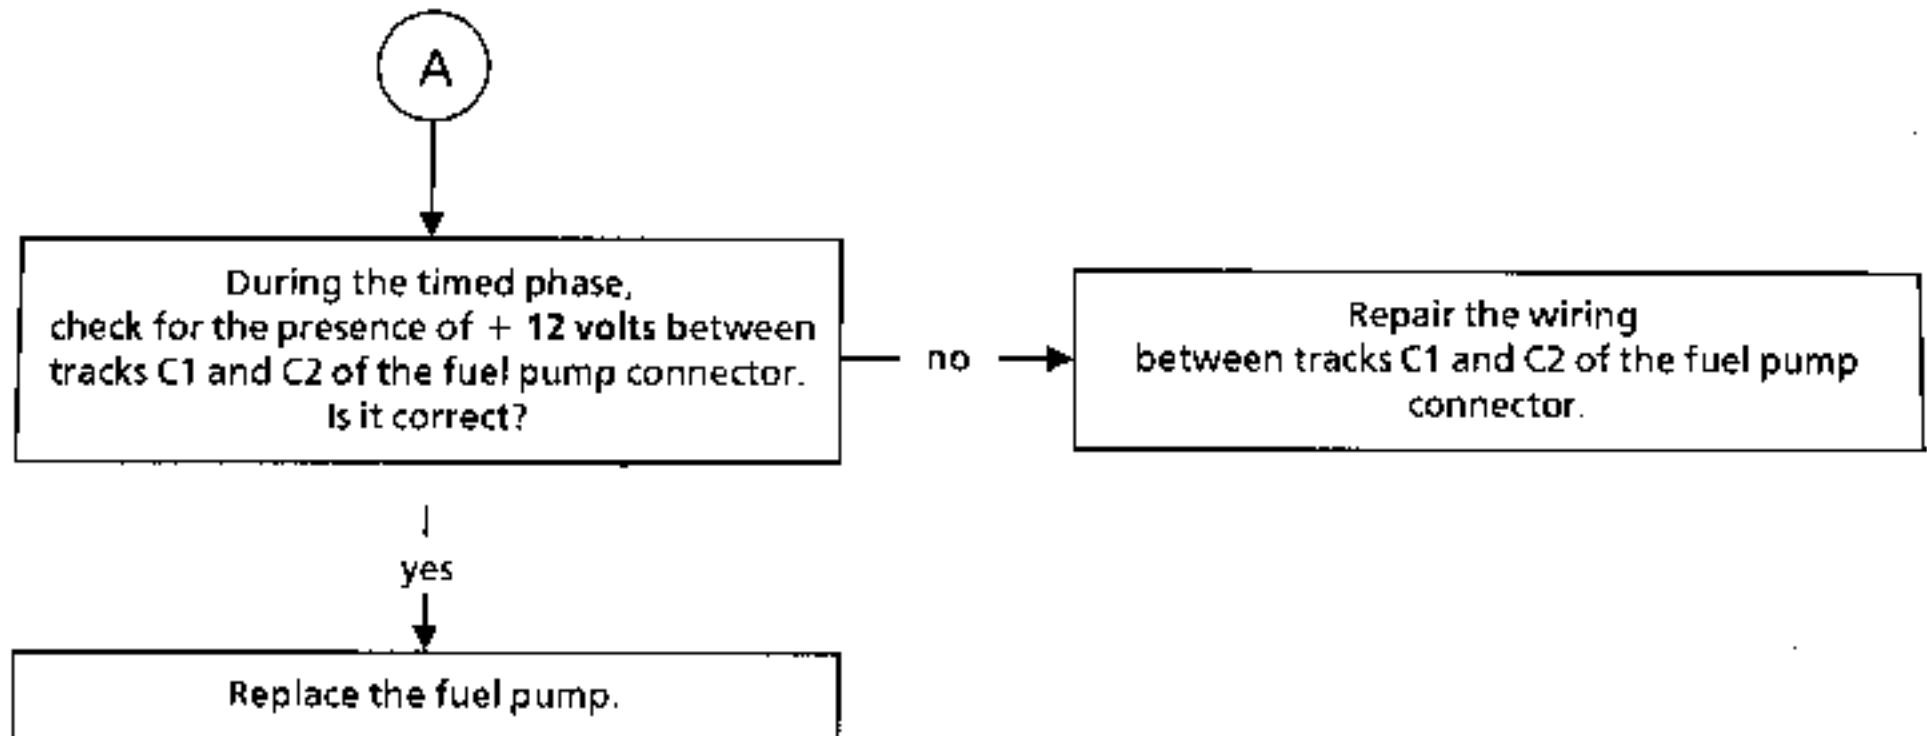 A
During the timed phase,
check for the presence of + 12 volts between
tracks C1 and C2 of the fuel pump connector.
Is it correct?
no
Repair the wiring
between tracks C1 and C2 of the fuel pump
connector.
yes
Replace the fuel pump.